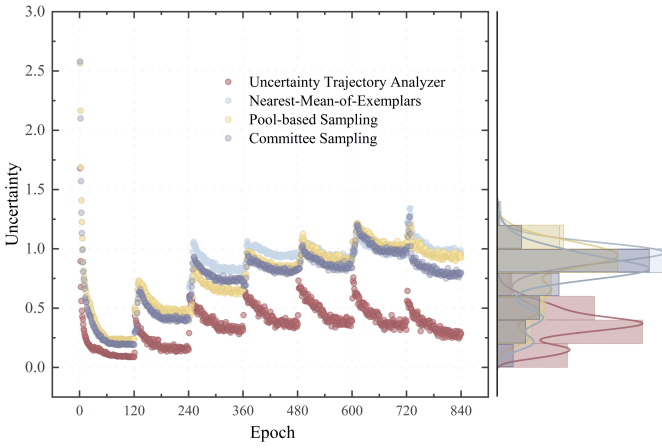 3.0
2.5
2.0
1.5
1.0
0.5
0.0
Uncertainty
Uncertainty Trajectory Analyzer
Nearest-Mean-of-Exemplars
Pool-based Sampling
Committee Sampling
0 120 240 360 480 600 720 840
Epoch